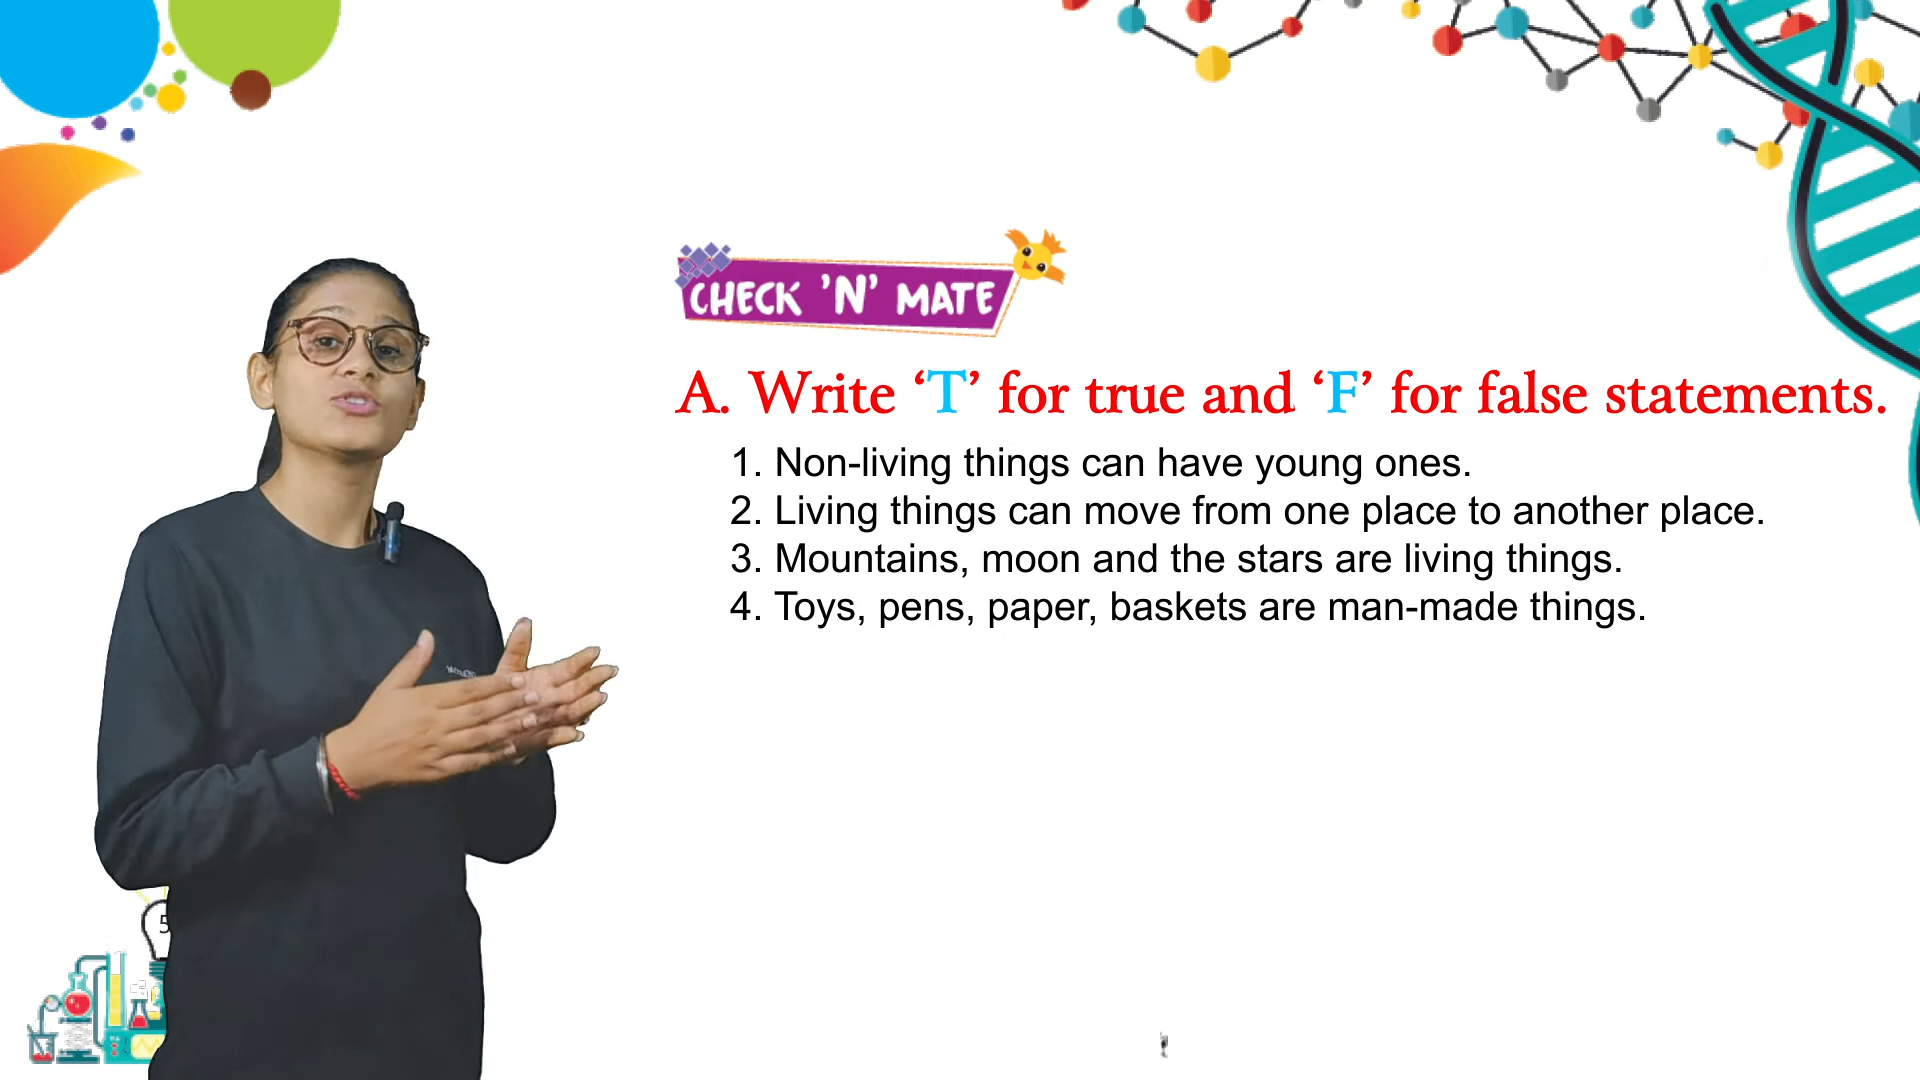 CHECK 'N' MATE
A. Write ‘T’ for true and ‘F’ for false statements.
1. Non-living things can have young ones.
2. Living things can move from one place to another place.
3. Mountains, moon and the stars are living things.
4. Toys, pens, paper, baskets are man-made things.
5